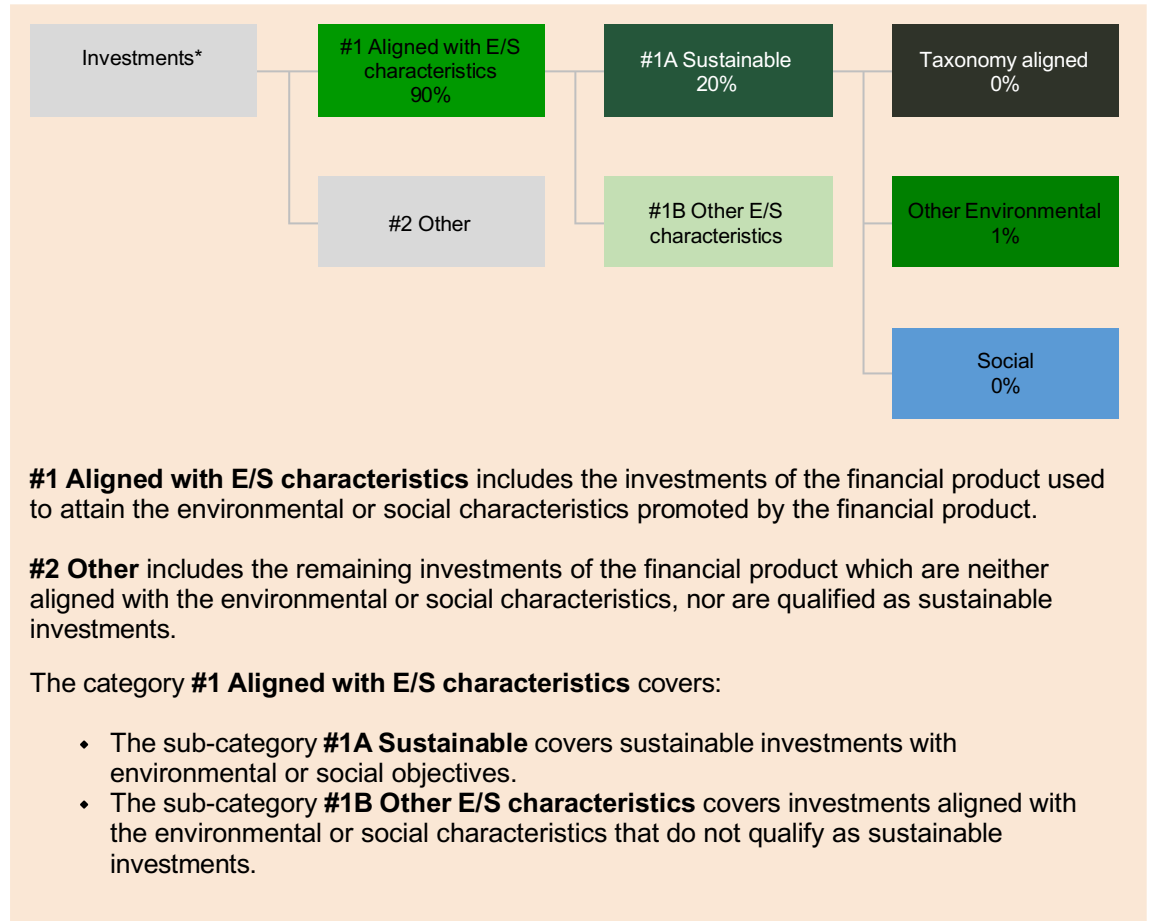 Investments*
#1 Aligned with E/S
characteristics
90%
#1A Sustainable
20%
Taxonomy aligned
0%
#2 Other
#1B Other E/S
characteristics
Other Environmental
1%
Social
0%
#1 Aligned with E/S characteristics includes the investments of the financial product used
to attain the environmental or social characteristics promoted by the financial product.
#2 Other includes the remaining investments of the financial product which are neither
aligned with the environmental or social characteristics, nor are qualified as sustainable
investments.
The category #1 Aligned with E/S characteristics covers:
• The sub-category #1A Sustainable covers sustainable investments with
environmental or social objectives.
• The sub-category #1B Other E/S characteristics covers investments aligned with
the environmental or social characteristics that do not qualify as sustainable
investments.